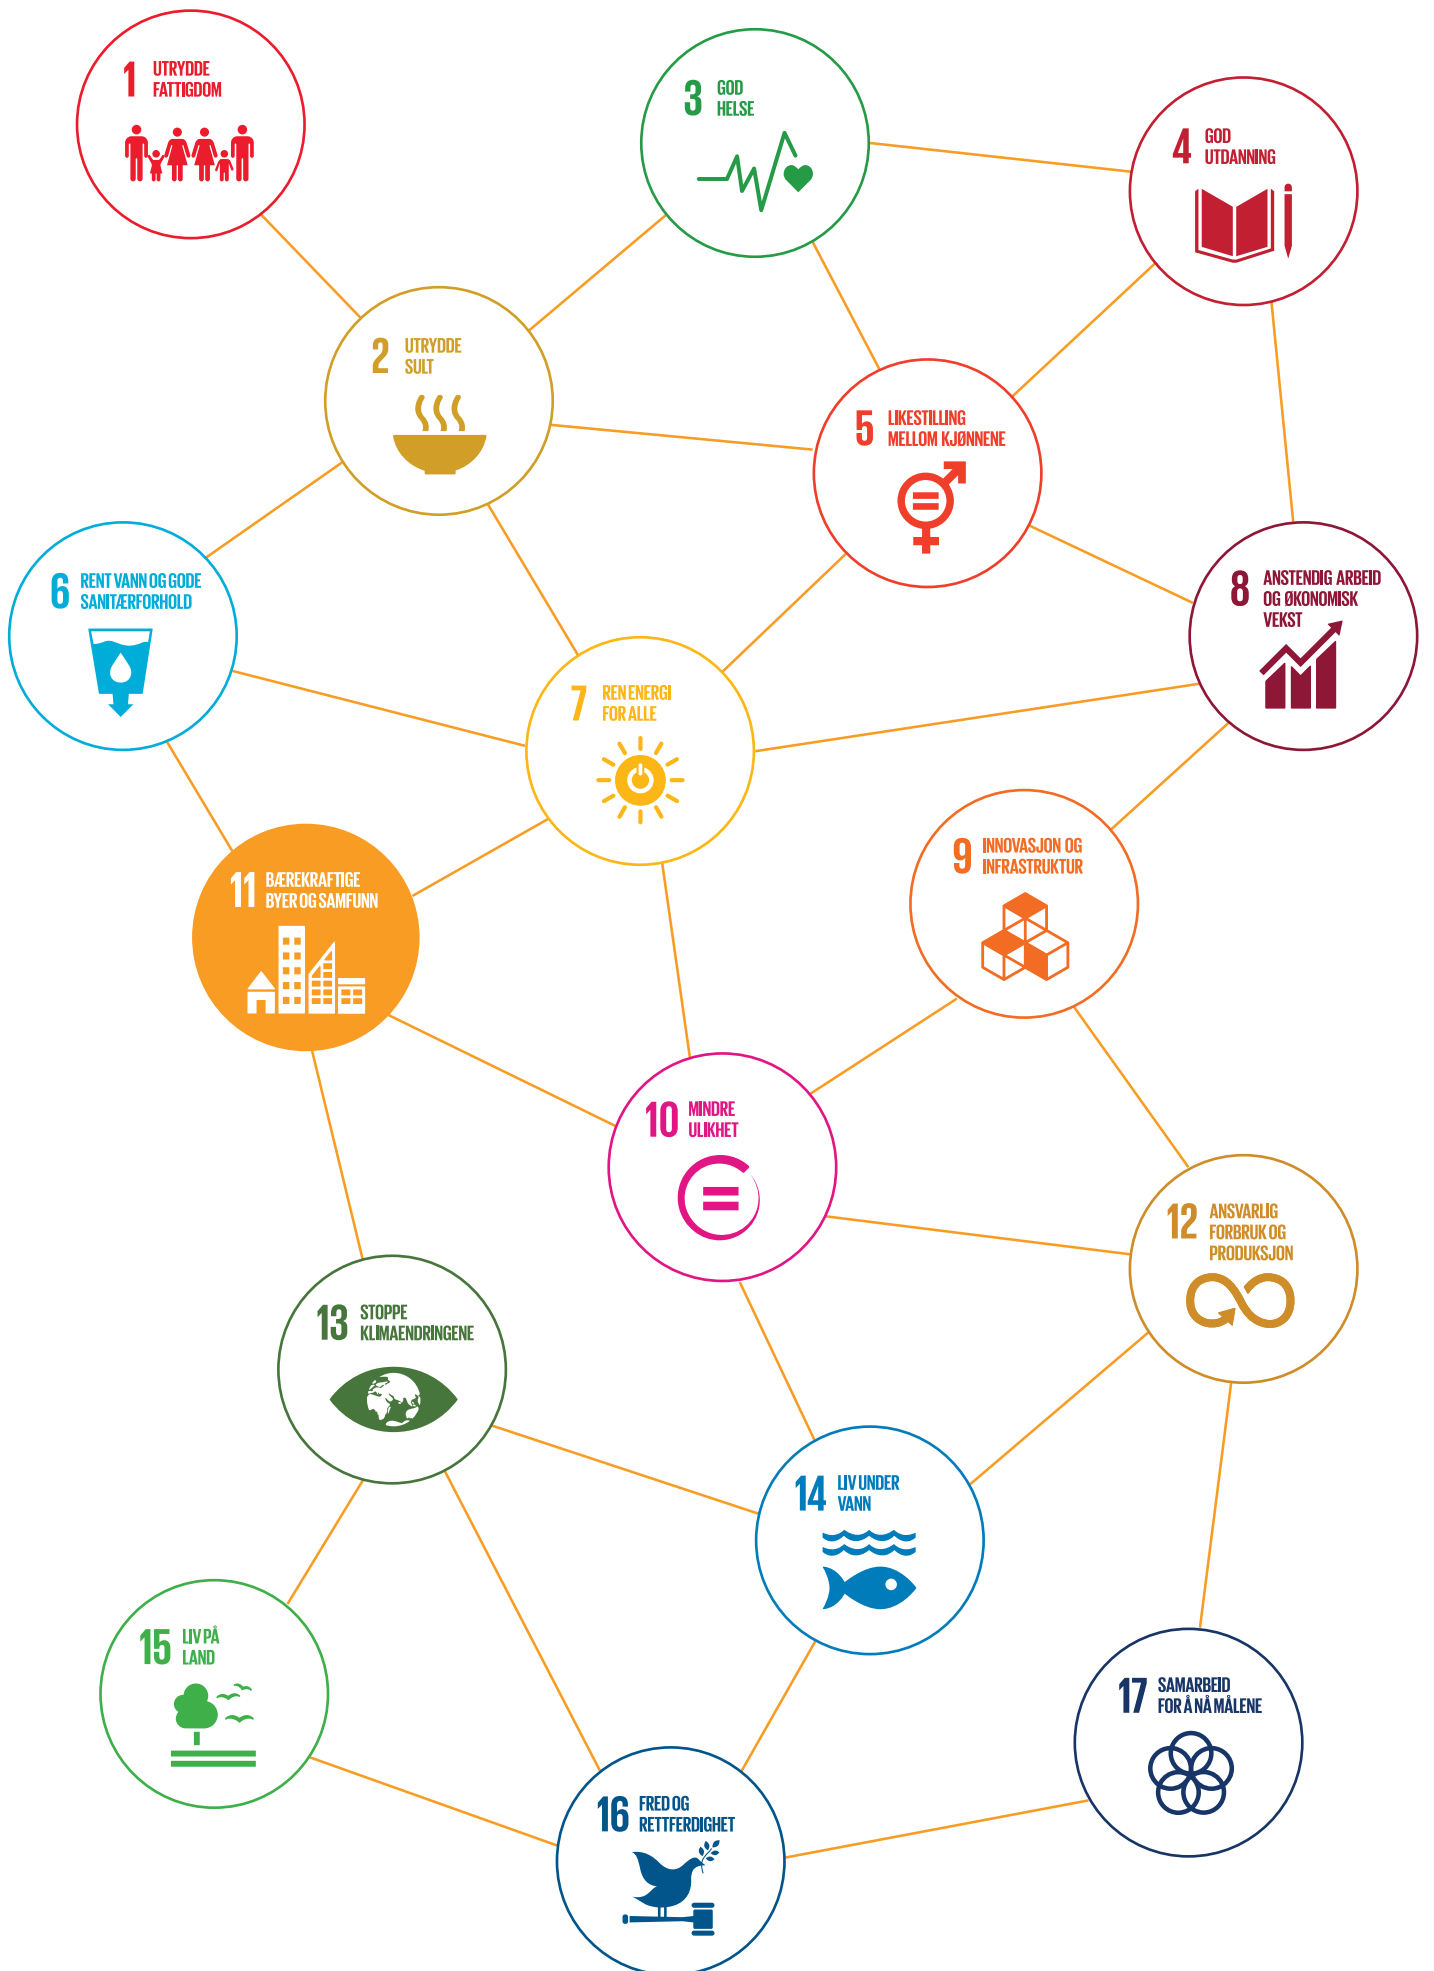 1 UTRYDDE
FATTIGDOM
3 GOD
HELSE
4 GOD
UTDANNING
2 UTRYDDE
SULT
5 LIKESTILLING
MELLOM KJØNNENE
6 RENT VANN OG GODE
SANITÆRFORHOLD
8 ANSTENDIG ARBEID
OG ØKONOMISK
VEKST
7 REN ENERGI
FOR ALLE
9 INNOVASJON OG
INFRASTRUKTUR
11 BÆREKRAFTIGE
BYER OG SAMFUNN
10 MINDRE
ULIKHET
12 ANSVARLIG
FORBRUK OG
PRODUKSJON
13 STOPPE
KLIMAENDRINGENE
14 LIV UNDER
VANN
15 LIV PÅ
LAND
17 SAMARBEID
FOR Å NÅ MÅLENE
16 FRED OG
RETTFERDIGHET